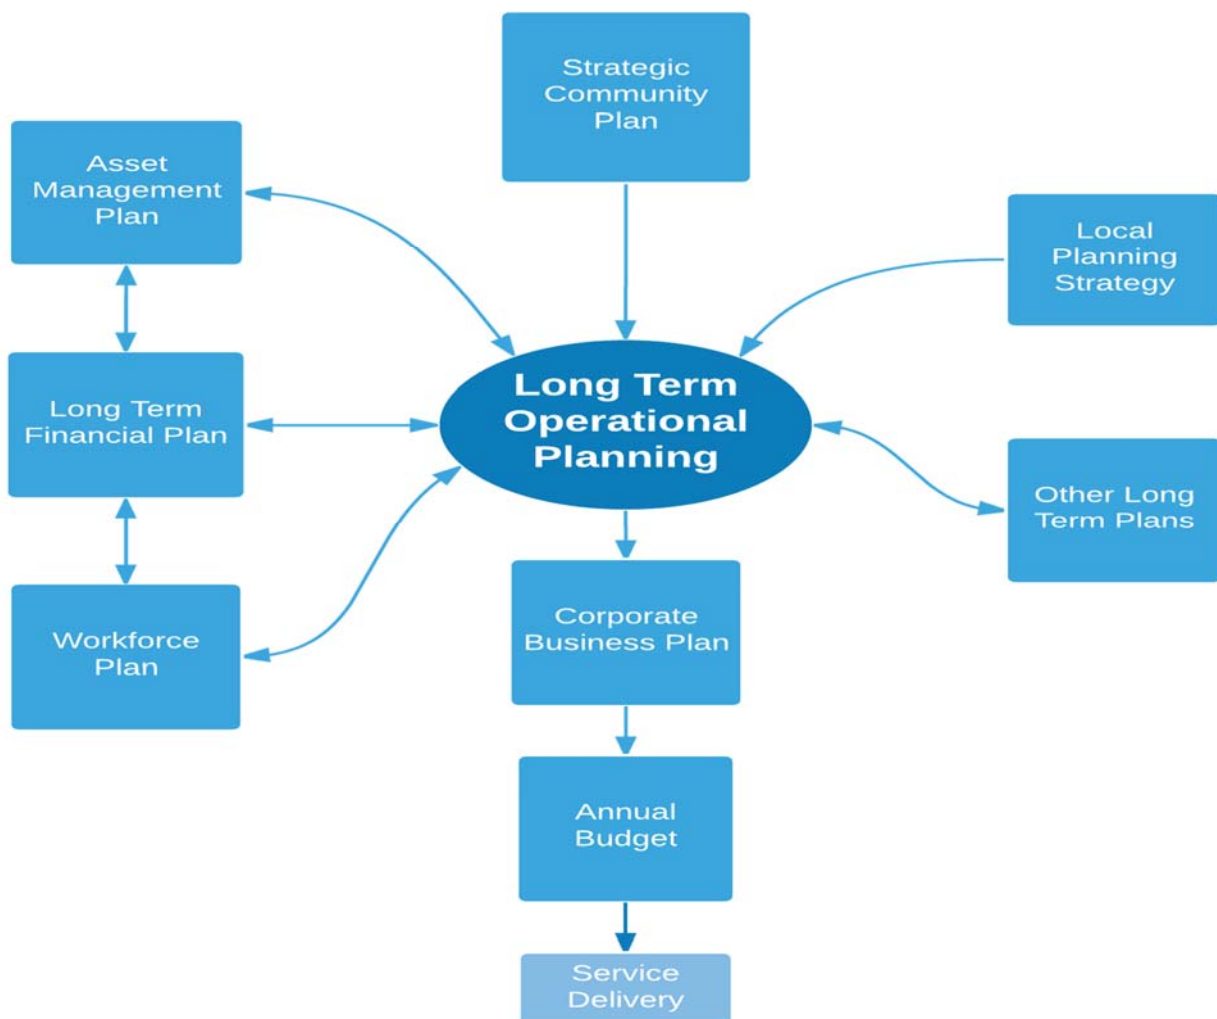 Strategic
Community
Plan
Asset
Management
Plan
Local
Planning
Strategy
Long Term
Operational
Planning
Long Term
Financial Plan
Other Long
Term Plans
Corporate
Business Plan
Workforce
Plan
Annual
Budget
Service
Delivery